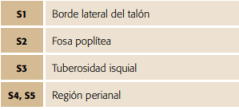 S1 Borde lateral del talón
S2 Fosa poplítea
S3 Tuberosidad isquial
S4, S5 Región perianal